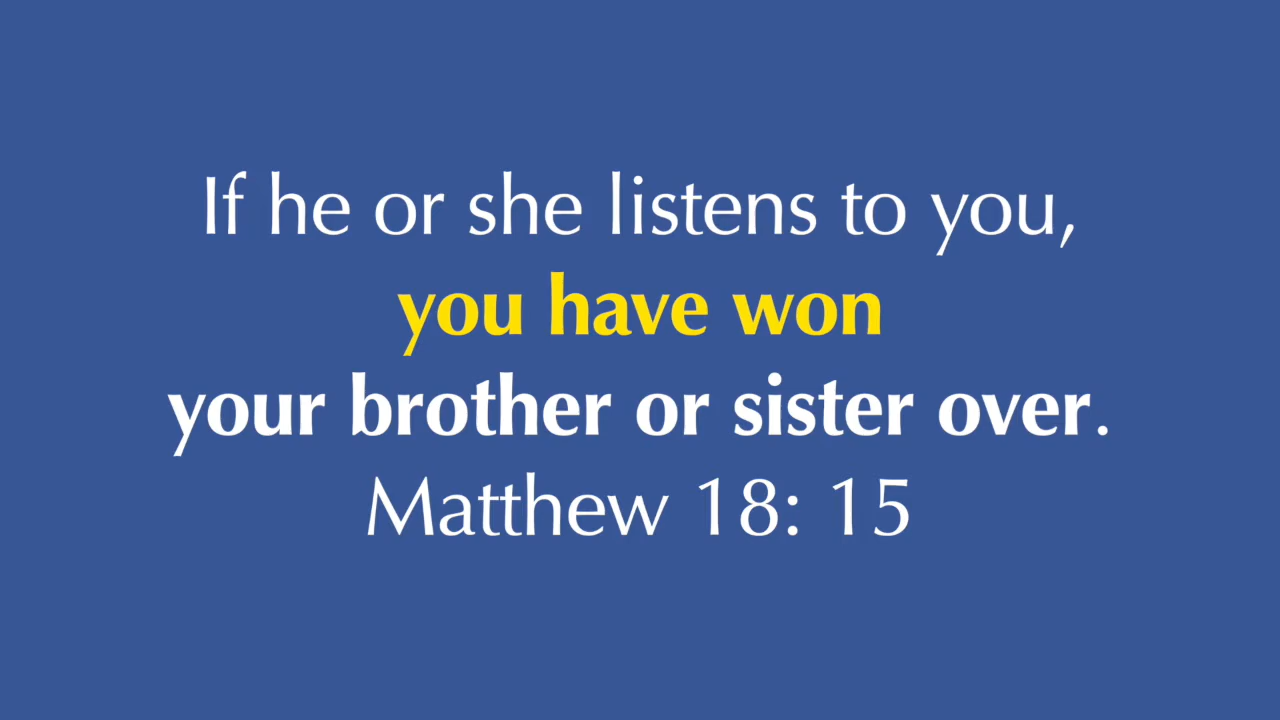 If he or she listens to you,
you have won
your brother or sister over.
Matthew 18: 15